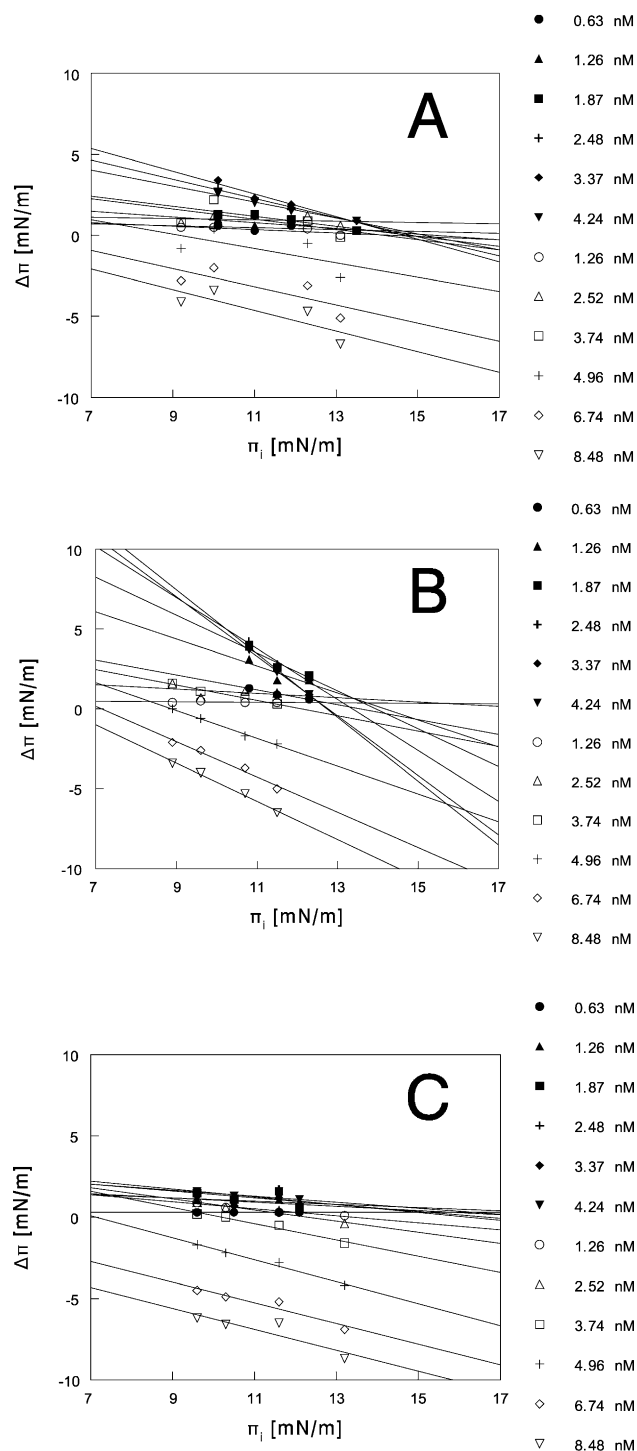 0.63 nM
1.26 nM
1.87 nM
2.48 nM
3.37 nM
4.24 nM
1.26 nM
2.52 nM
3.74 nM
4.96 nM
6.74 nM
8.48 nM
A
10
5
0
-5
-10
Δπ [mN/m]
7 9 11 13 15 17
πi [mN/m]
0.63 nM
1.26 nM
1.87 nM
2.48 nM
3.37 nM
4.24 nM
1.26 nM
2.52 nM
3.74 nM
4.96 nM
6.74 nM
8.48 nM
B
10
5
0
-5
-10
Δπ [mN/m]
7 9 11 13 15 17
πi [mN/m]
0.63 nM
1.26 nM
1.87 nM
2.48 nM
3.37 nM
4.24 nM
1.26 nM
2.52 nM
3.74 nM
4.96 nM
6.74 nM
8.48 nM
C
10
5
0
-5
-10
Δπ [mN/m]
7 9 11 13 15 17
πi [mN/m]